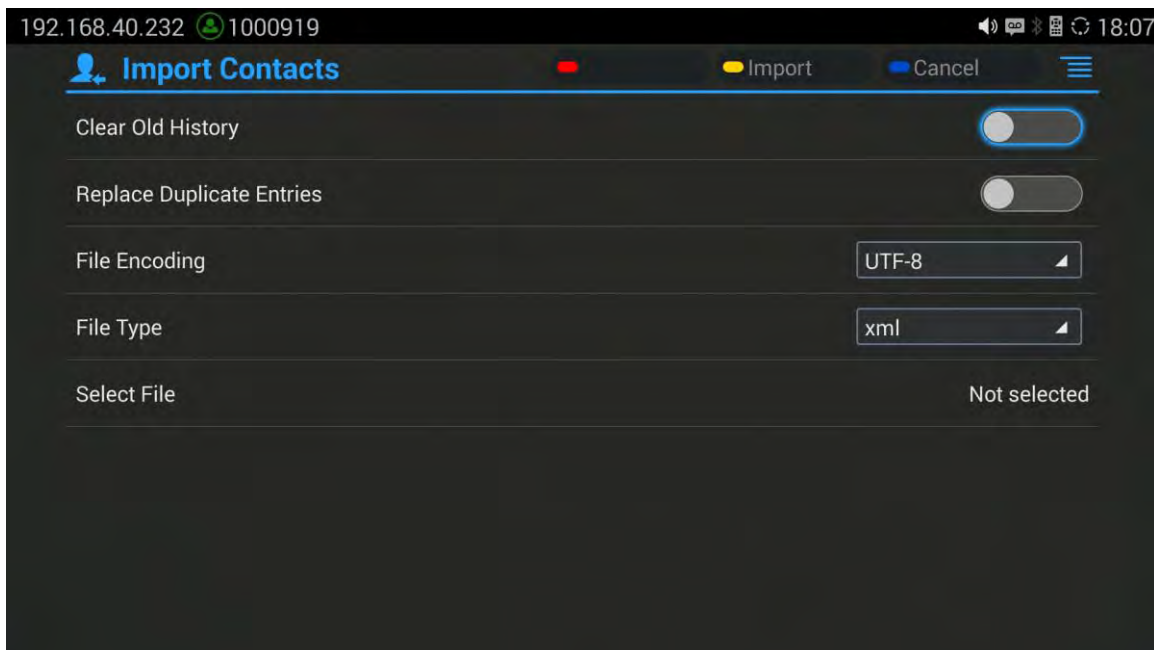 192.168.40.232 1000919 18:07
Import Contacts Import Cancel
Clear Old History
Replace Duplicate Entries
File Encoding UTF-8
File Type xml
Select File Not selected